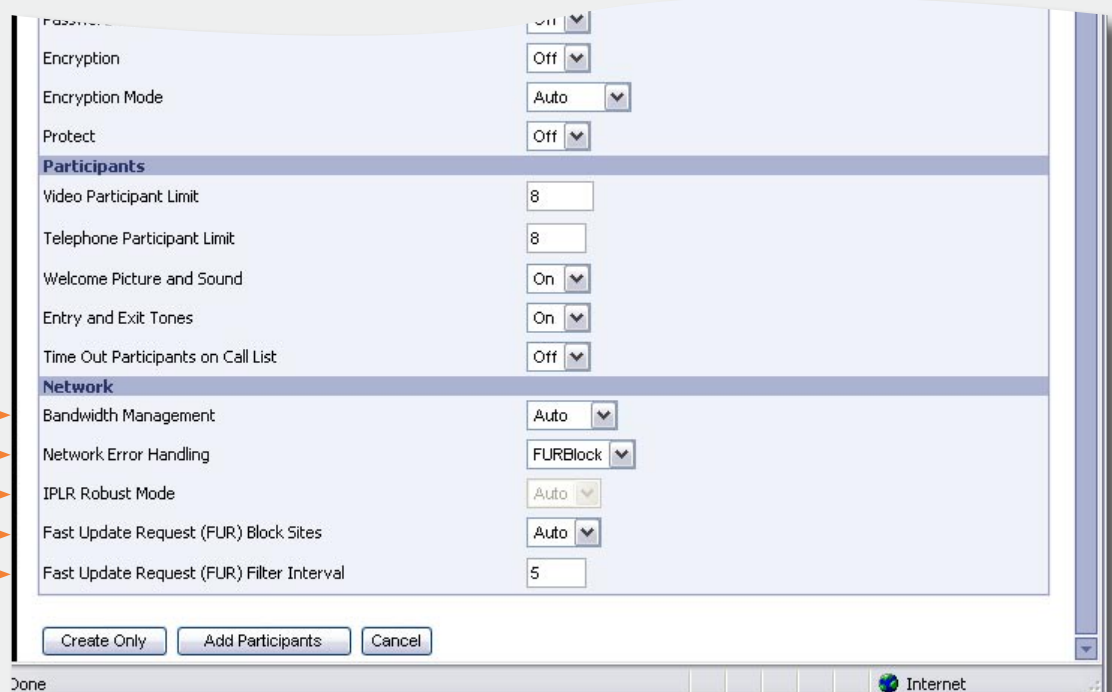 Encryption Off
Encryption Mode Auto
Protect Off
Participants
Video Participant Limit 8
Telephone Participant Limit 8
Welcome Picture and Sound On
Entry and Exit Tones On
Time Out Participants on Call List Off
Network
Bandwidth Management Auto
Network Error Handling FURBlock
IPLR Robust Mode Auto
Fast Update Request (FUR) Block Sites Auto
Fast Update Request (FUR) Filter Interval 5
Create Only Add Participants Cancel
Done Internet